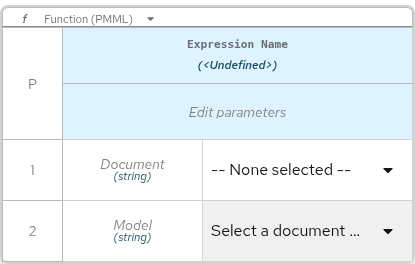 f Function (PMML)
Expression Name
(<Undefined>)
P
Edit parameters
1 Document (string) -- None selected --
2 Model (string) Select a document ...